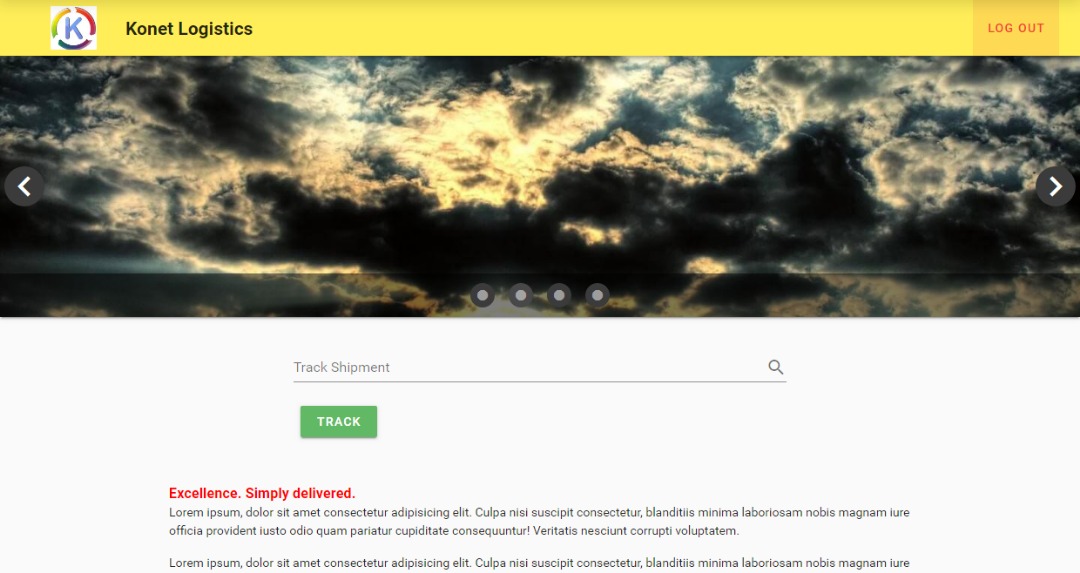 K
Konet Logistics
LOG OUT
Track Shipment
TRACK
Excellence. Simply delivered.
Lorem ipsum, dolor sit amet consectetur adipisicing elit. Culpa nisi suscipit consectetur, blanditiis minima laboriosam nobis magnam iure
officia provident iusto odio quam pariatur cupiditate consequuntur! Veritatis nesciunt corrupti voluptatem.
Lorem ipsum, dolor sit amet consectetur adipisicing elit. Culpa nisi suscipit consectetur, blanditiis minima laboriosam nobis magnam iure